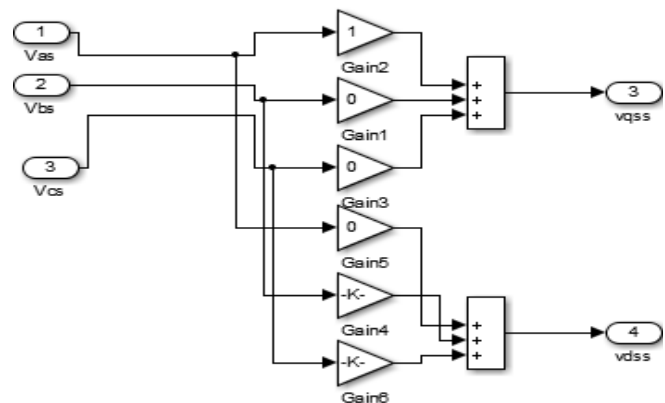 1
Vas
2
Vbs
3
Vcs
1
Gain2
0
Gain1
0
Gain3
0
Gain5
-K-
Gain4
-K-
Gain6
+
+
+
3
vqss
+
+
+
4
vdss